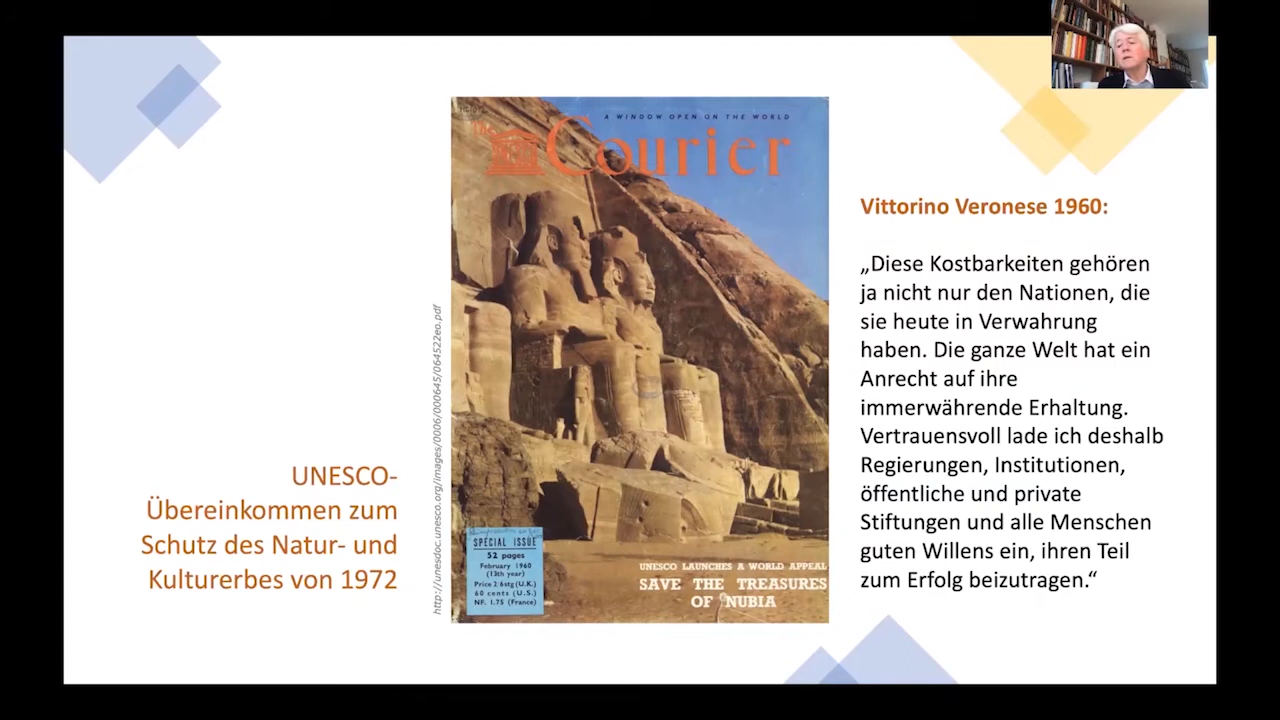 A WINDOW OPEN ON THE WORLD
The Courier
Vittorino Veronese 1960:
„Diese Kostbarkeiten gehören
ja nicht nur den Nationen, die
sie heute in Verwahrung
haben. Die ganze Welt hat ein
Anrecht auf ihre
immerwährende Erhaltung.
Vertrauensvoll lade ich deshalb
Regierungen, Institutionen,
öffentliche und private
Stiftungen und alle Menschen
guten Willens ein, ihren Teil
zum Erfolg beizutragen.“
UNESCO-
Übereinkommen zum
Schutz des Natur- und
Kulturerbes von 1972
http://unesdoc.unesco.org/images/0006/000645/064522eo.pdf
SPECIAL ISSUE
52 pages
February 1960
(13th year)
Price 2/6stg (U.K.)
60 cents (U.S.)
NF. 1.75 (France)
UNESCO LAUNCHES A WORLD APPEAL
SAVE THE TREASURES
OF NUBIA